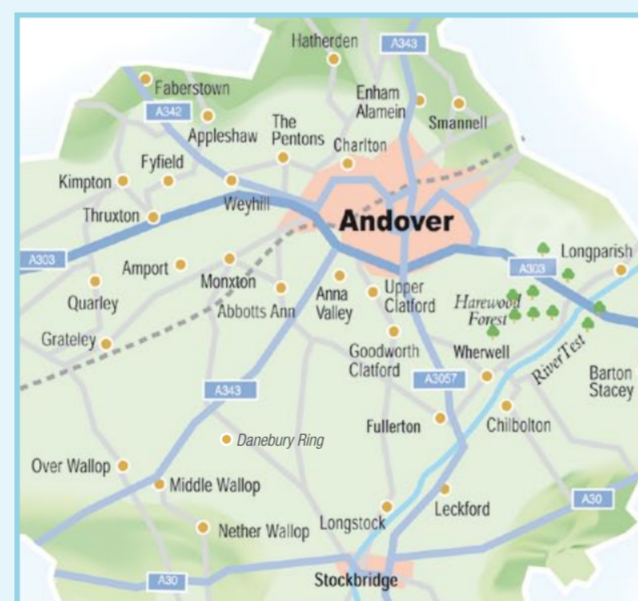 Hatherden
A343
Faberstown
Enham
Alamein
A342
Appleshaw
The
Pentons
Smannell
Charlton
Fyfield
Kimpton
Weyhill
Thruxton
Andover
A303
Amport
Monxton
A303
Longparish
Quarley
Abbotts Ann
Anna
Valley
Upper
Clatford
Harewood
Forest
Grateley
Goodworth
Clatford
Wherwell
River Test
Barton
Stacey
A343
A3057
Fullerton
Chilbolton
Danebury Ring
Over Wallop
Middle Wallop
Nether Wallop
Longstock
Leckford
A30
A30
Stockbridge